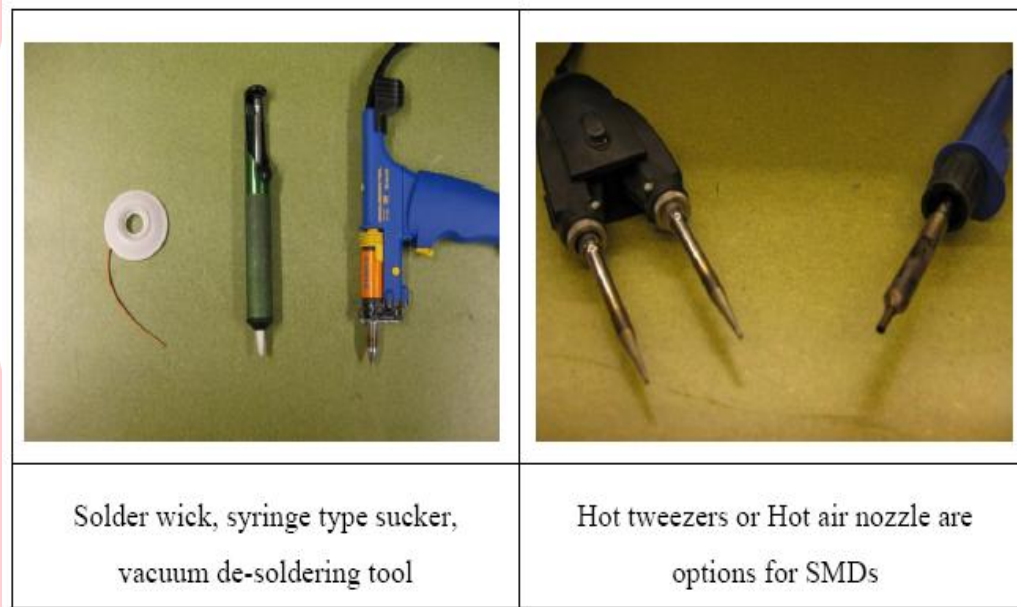 Solder wick, syringe type sucker,
vacuum de-soldering tool
Hot tweezers or Hot air nozzle are
options for SMDs